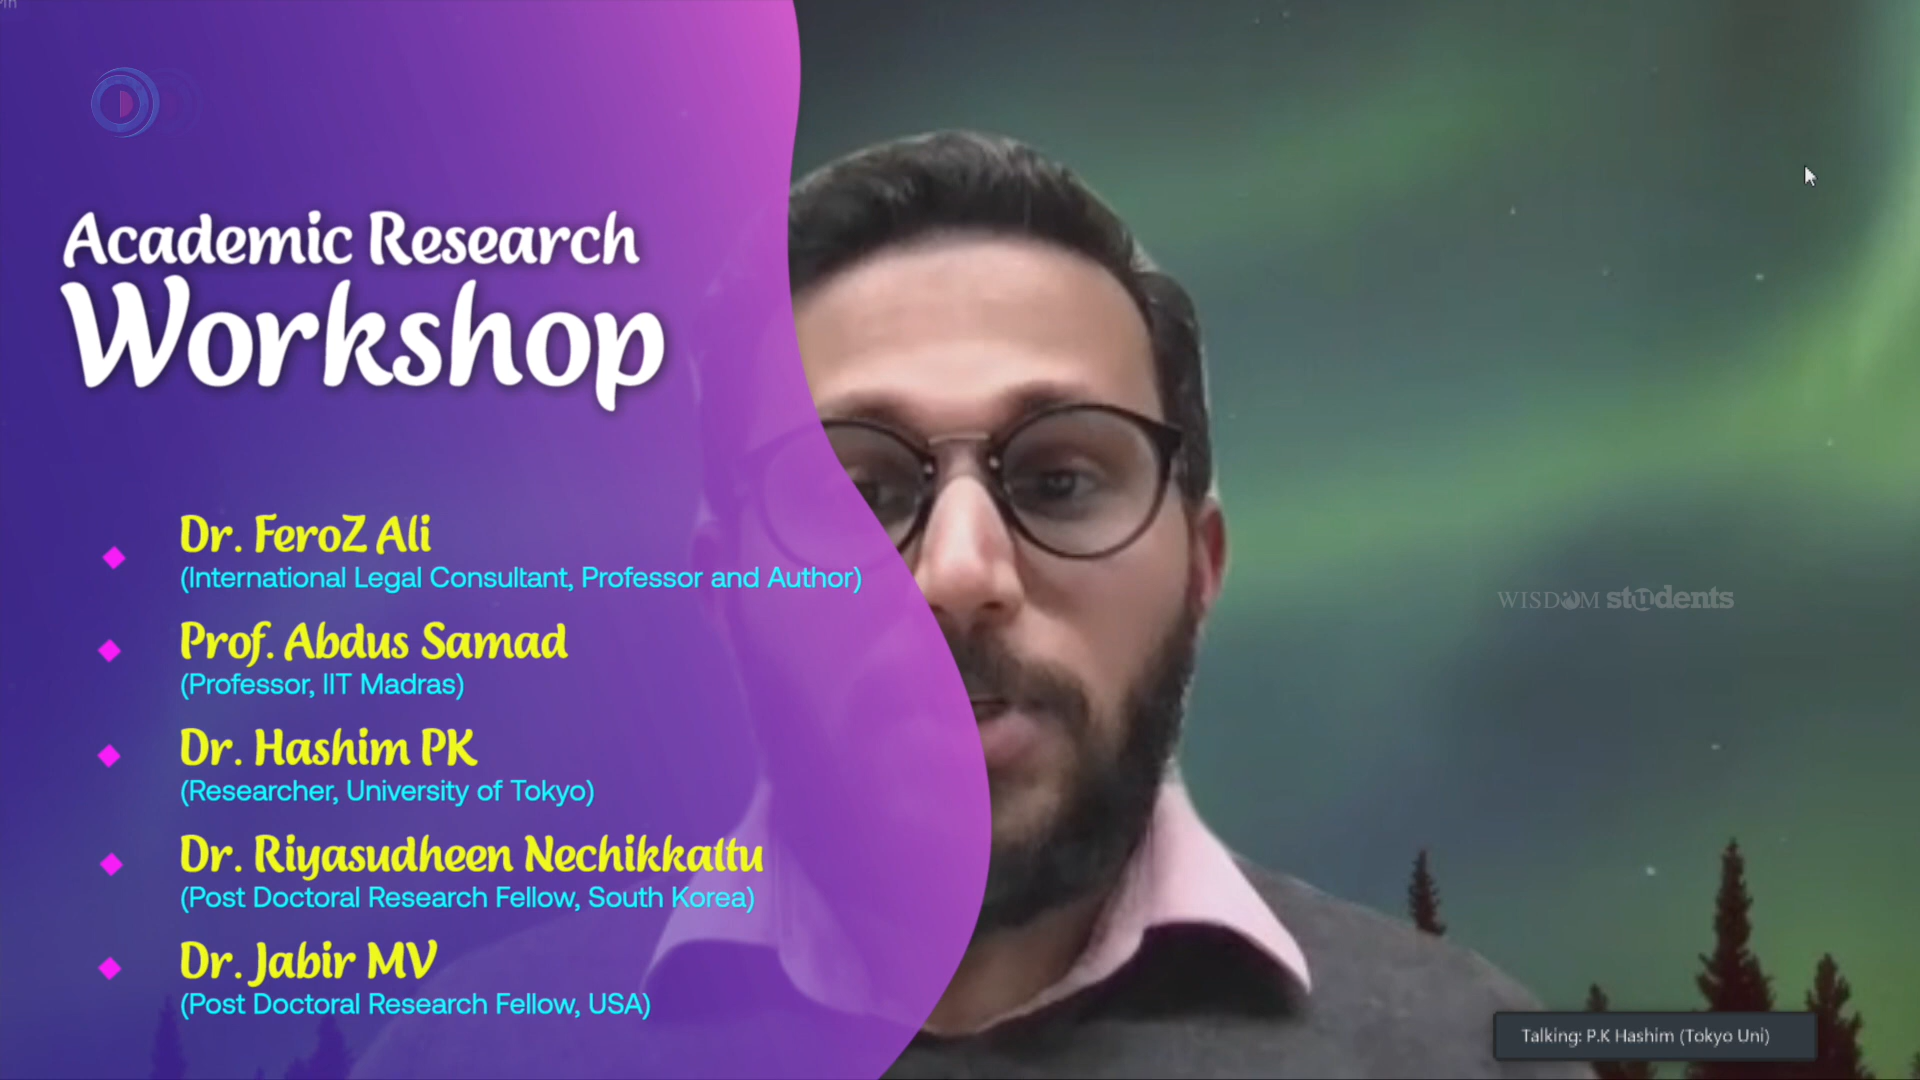 Academic Research
Workshop
Dr. FeroZ Ali
(International Legal Consultant, Professor and Author)
Prof. Abdus Samad
(Professor, IIT Madras)
Dr. Hashim PK
(Researcher, University of Tokyo)
Dr. Riyasudheen Nechikkattu
(Post Doctoral Research Fellow, South Korea)
Dr. Jabir MV
(Post Doctoral Research Fellow, USA)
WISDOM students
Talking: P.K Hashim (Tokyo Uni)